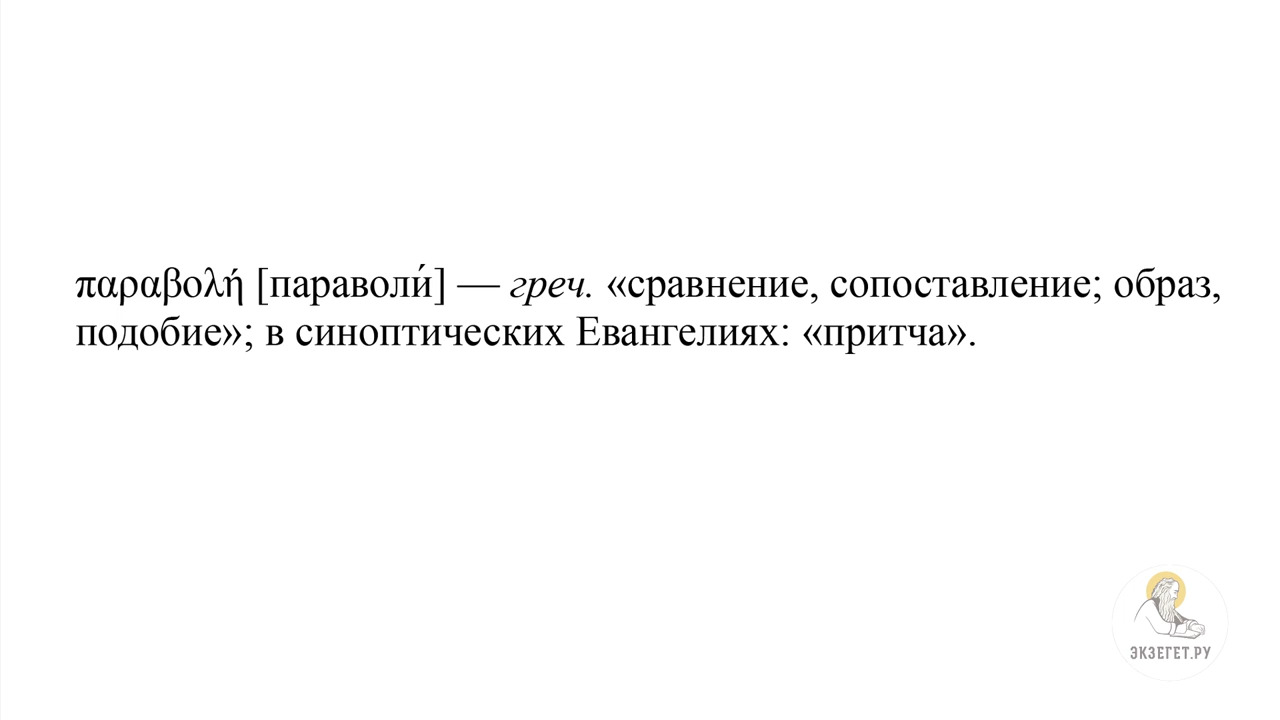 παραβολή [параволи́] — греч. «сравнение, сопоставление; образ,
подобие»; в синоптических Евангелиях: «притча».
ЭКЗЕГЕТ.РУ